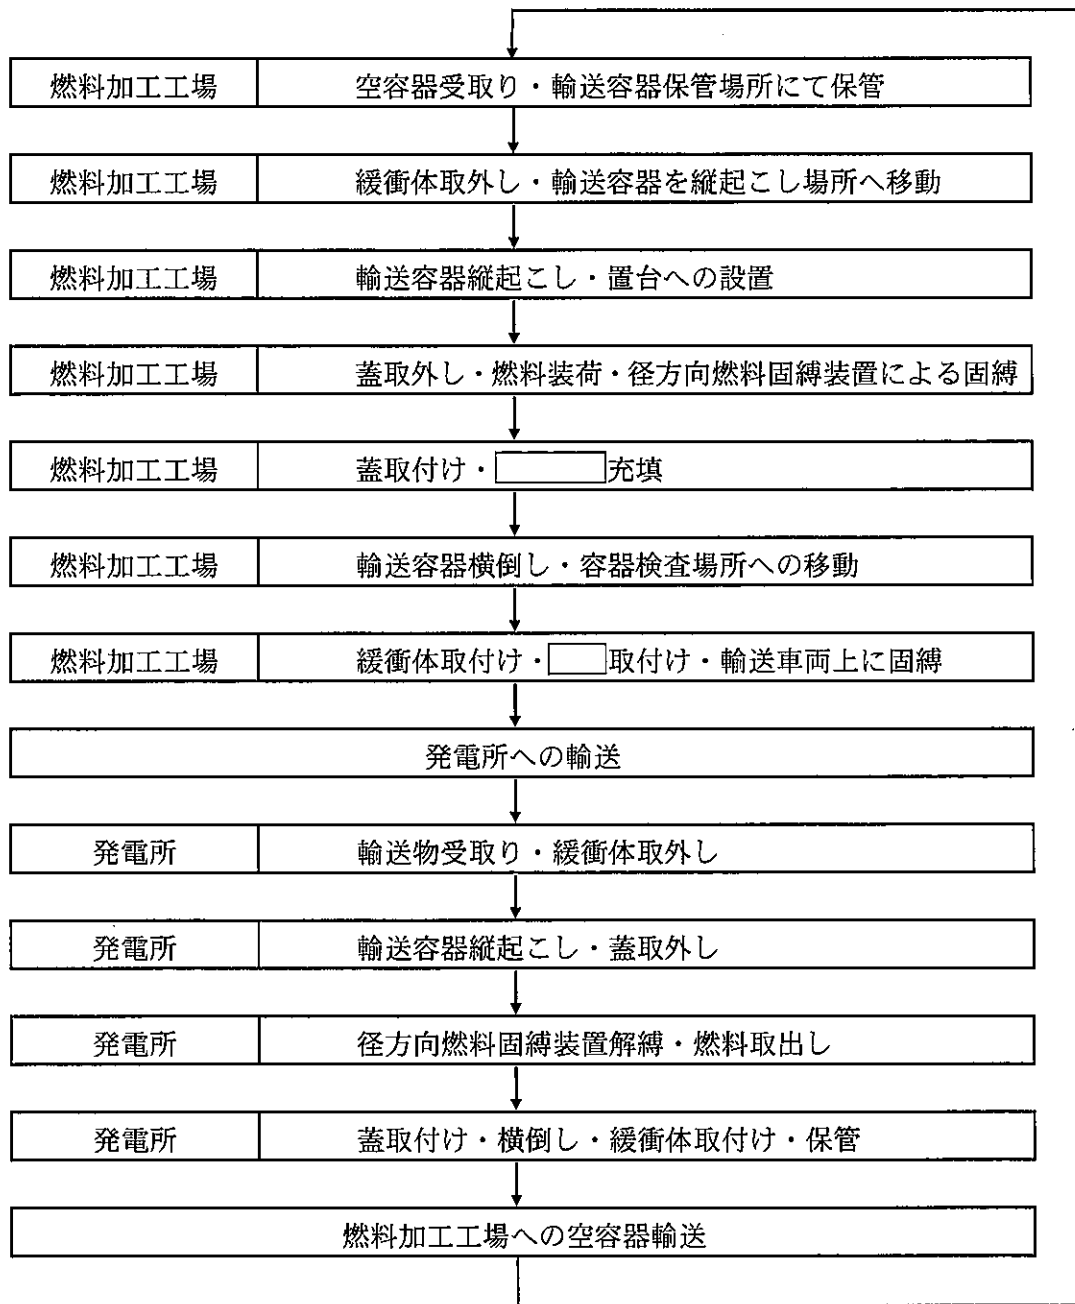 燃料加工工場 空容器受取り・輸送容器保管場所にて保管
燃料加工工場 緩衝体取外し・輸送容器を縦起こし場所へ移動
燃料加工工場 輸送容器縦起こし・置台への設置
燃料加工工場 蓋取外し・燃料装荷・径方向燃料固縛装置による固縛
燃料加工工場 蓋取付け・ 充填
燃料加工工場 輸送容器横倒し・容器検査場所への移動
燃料加工工場 緩衝体取付け・ 取付け・輸送車両上に固縛
発電所への輸送
発電所 輸送物受取り・緩衝体取外し
発電所 輸送容器縦起こし・蓋取外し
発電所 径方向燃料固縛装置解縛・燃料取出し
発電所 蓋取付け・横倒し・緩衝体取付け・保管
燃料加工工場への空容器輸送